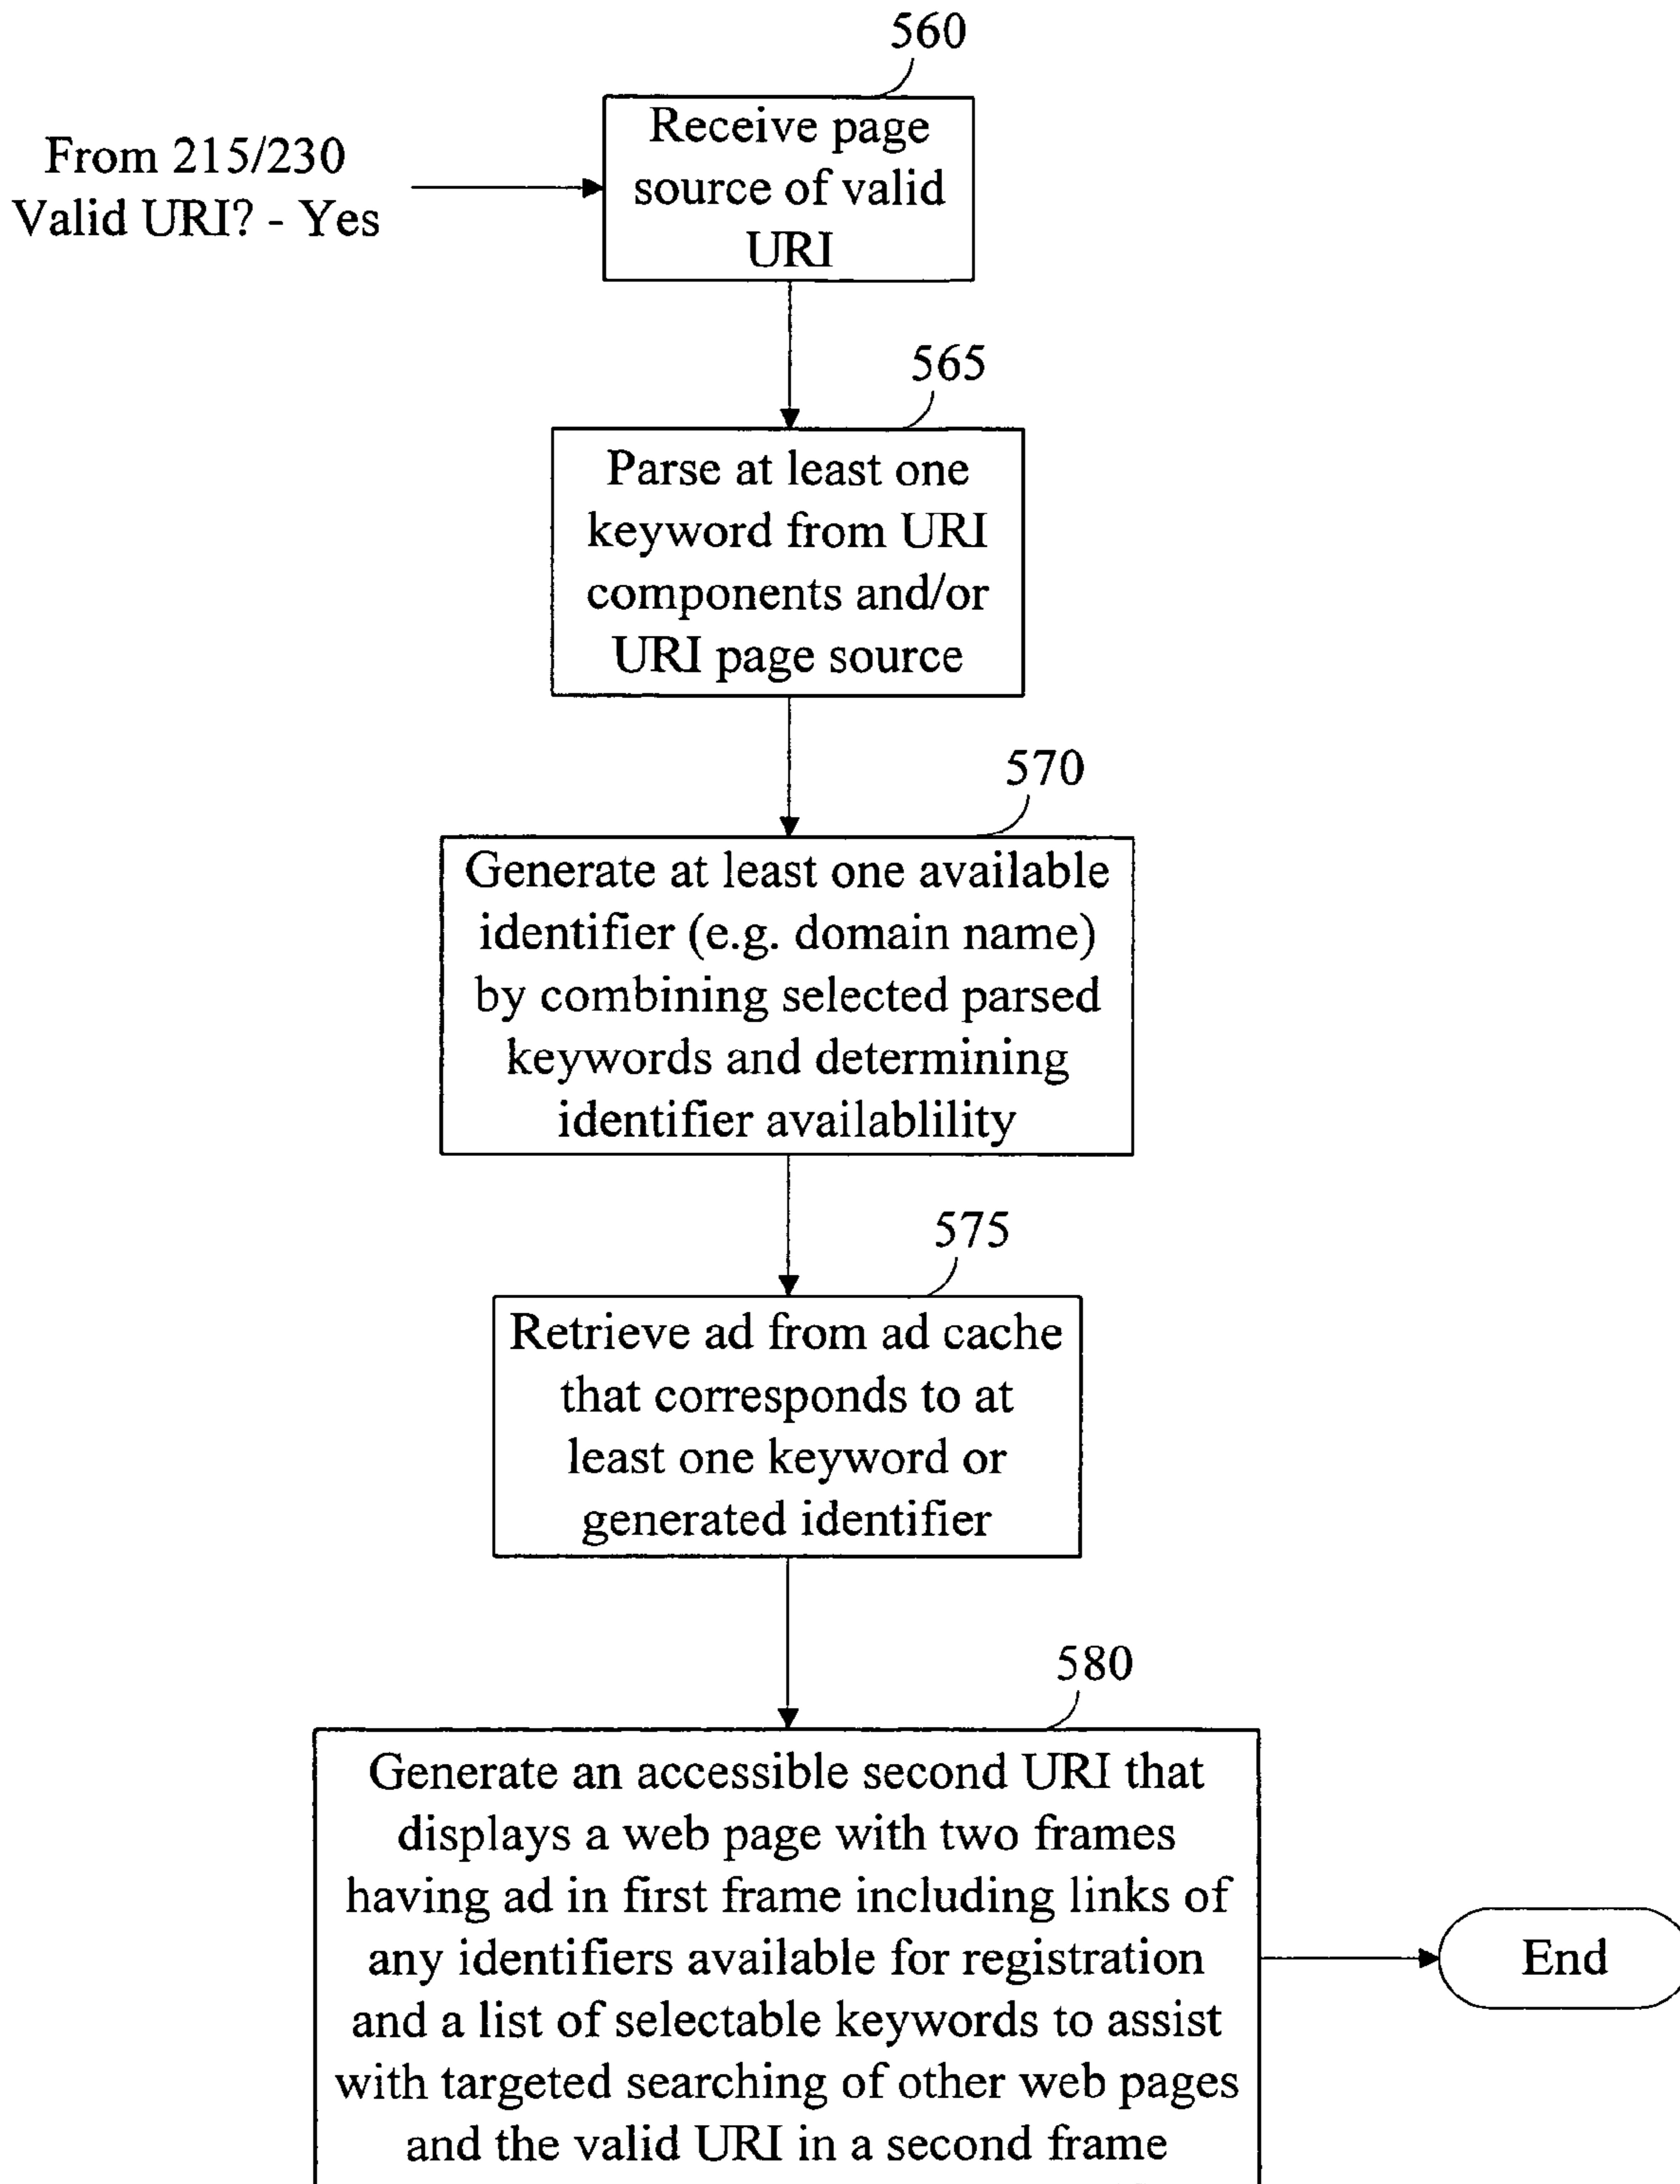 560
From 215/230
Valid URI? - Yes
Receive page
source of valid
URI
565
Parse at least one
keyword from URI
components and/or
URI page source
570
Generate at least one available
identifier (e.g. domain name)
by combining selected parsed
keywords and determining
identifier availablility
575
Retrieve ad from ad cache
that corresponds to at
least one keyword or
generated identifier
580
Generate an accessible second URI that
displays a web page with two frames
having ad in first frame including links of
any identifiers available for registration
and a list of selectable keywords to assist
with targeted searching of other web pages
and the valid URI in a second frame
End